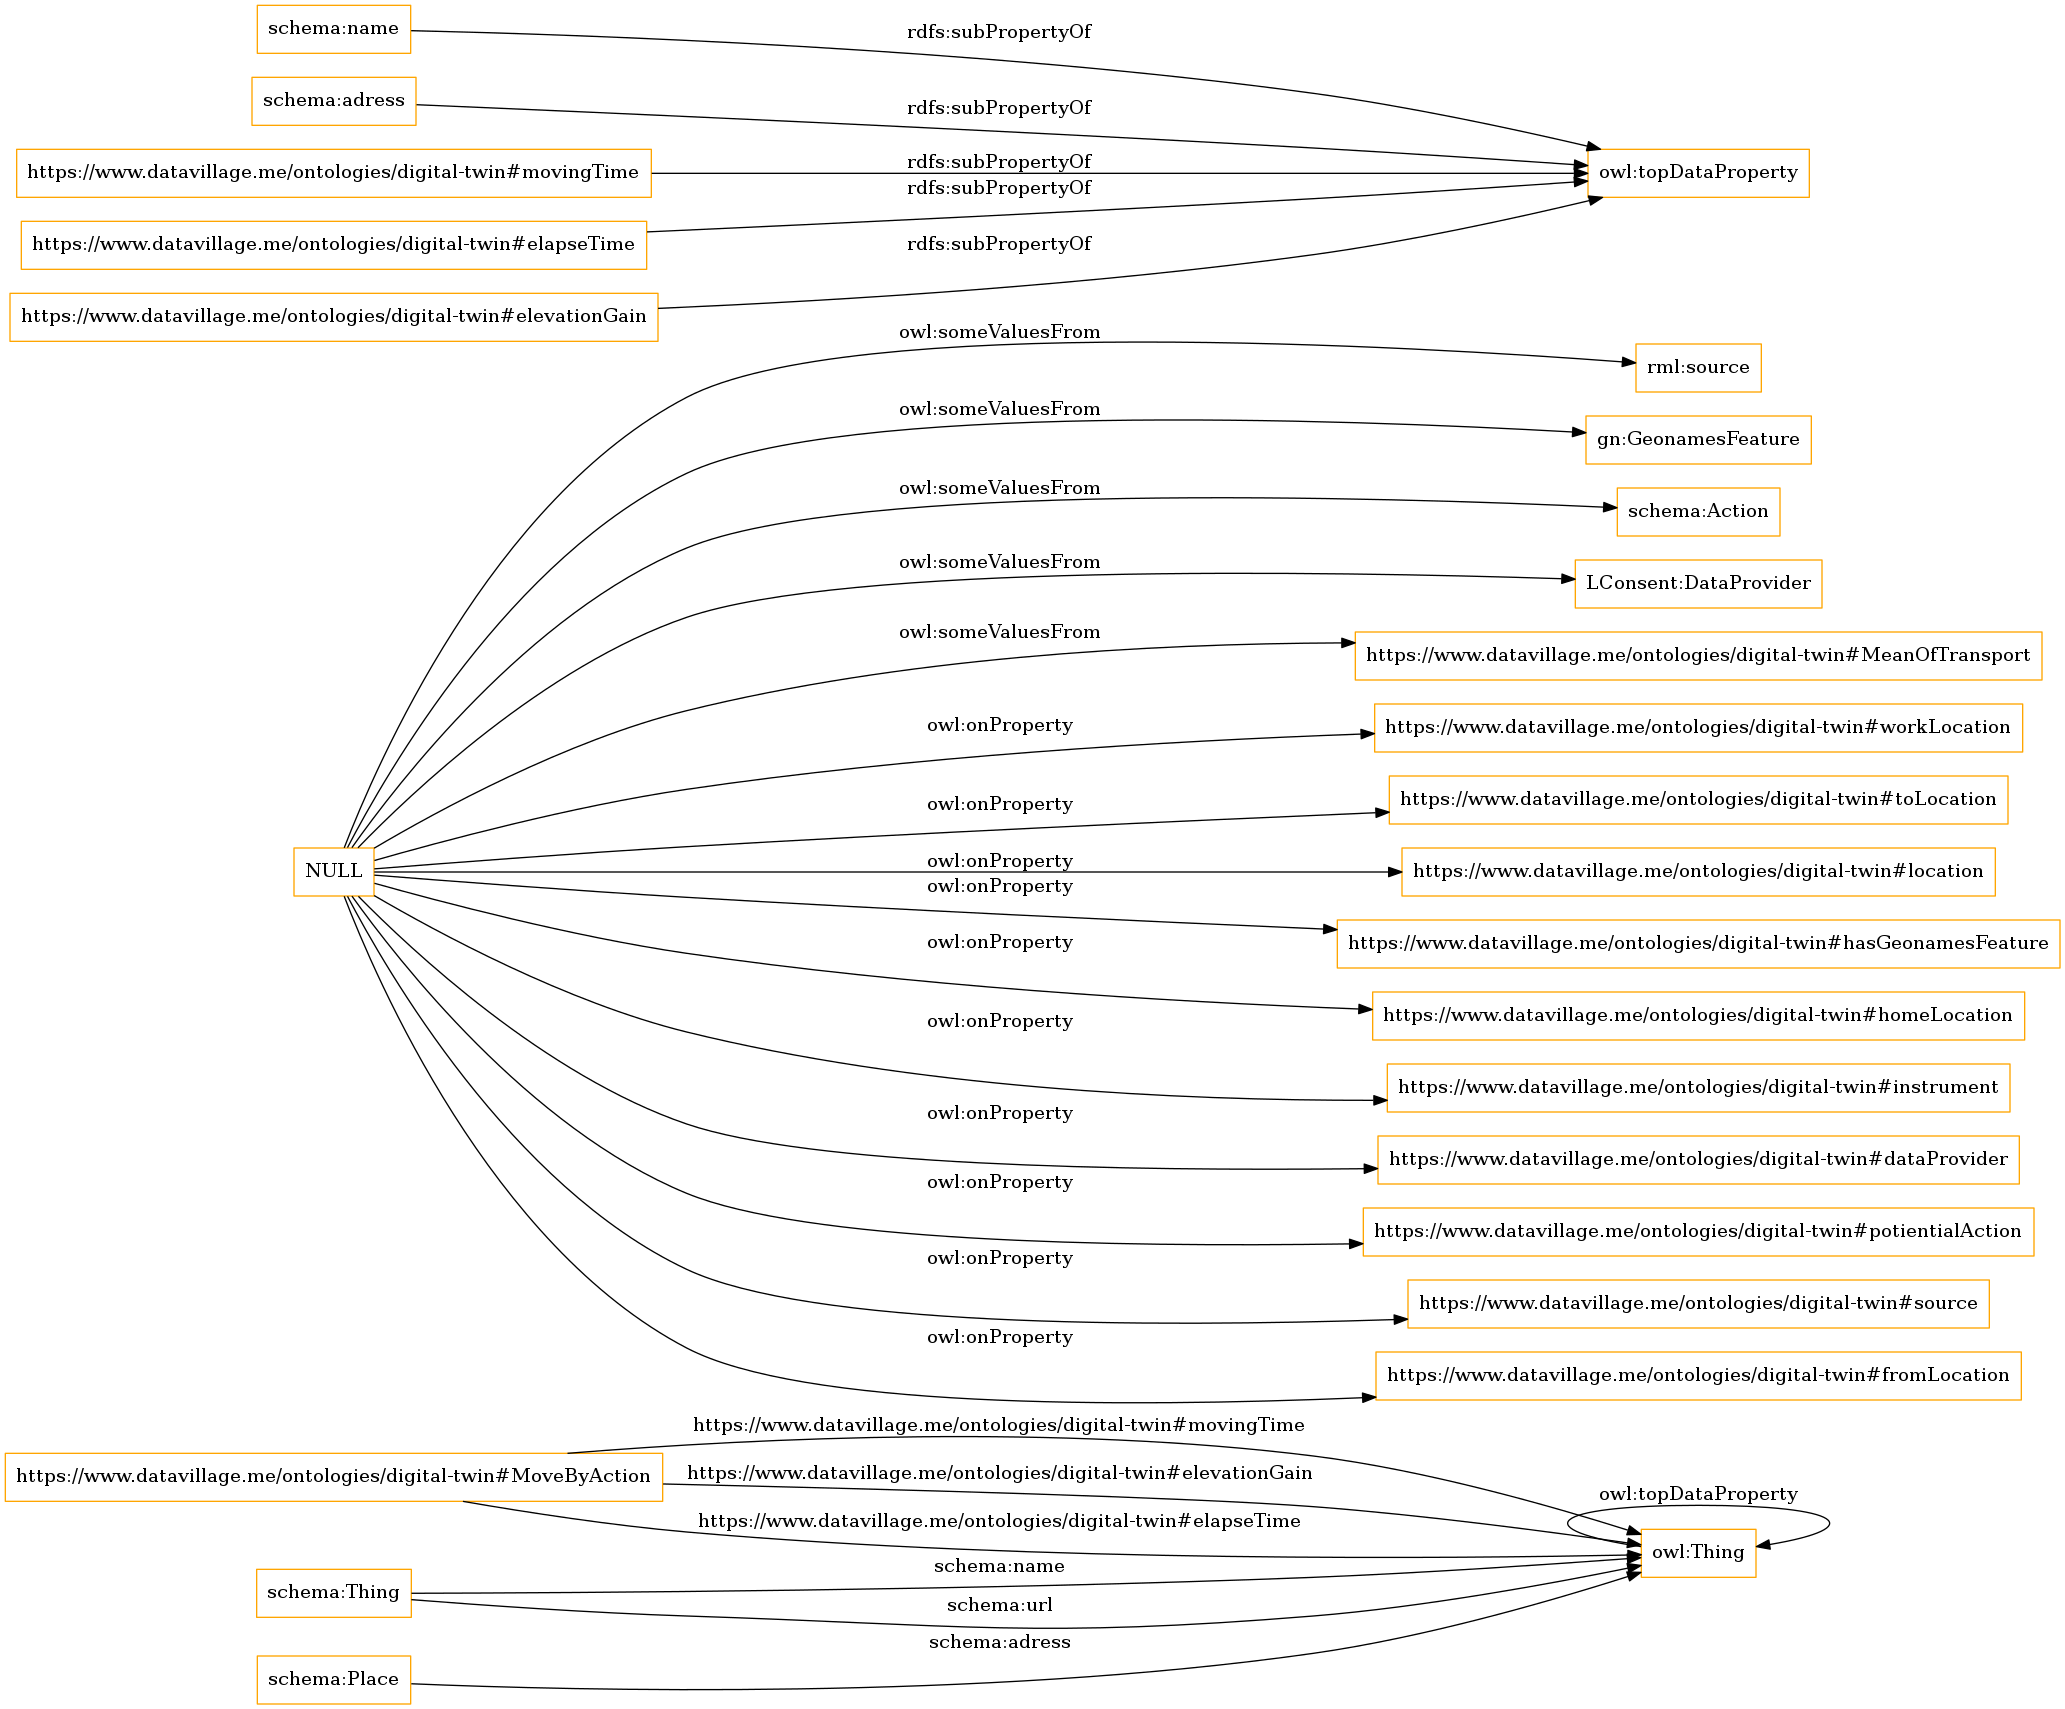 schema:name
rdfs:subPropertyOf
schema:adress
rdfs:subPropertyOf
https://www.datavillage.me/ontologies/digital-twin#movingTime
rdfs:subPropertyOf
owl:topDataProperty
rdfs:subPropertyOf
https://www.datavillage.me/ontologies/digital-twin#elapseTime
rdfs:subPropertyOf
https://www.datavillage.me/ontologies/digital-twin#elevationGain
owl:someValuesFrom
rml:source
owl:someValuesFrom
gn:GeonamesFeature
owl:someValuesFrom
schema:Action
owl:someValuesFrom
LConsent:DataProvider
owl:someValuesFrom
https://www.datavillage.me/ontologies/digital-twin#MeanOfTransport
owl:onProperty
https://www.datavillage.me/ontologies/digital-twin#workLocation
owl:onProperty
https://www.datavillage.me/ontologies/digital-twin#toLocation
NULL
owl:onProperty
https://www.datavillage.me/ontologies/digital-twin#location
owl:onProperty
https://www.datavillage.me/ontologies/digital-twin#hasGeonamesFeature
owl:onProperty
https://www.datavillage.me/ontologies/digital-twin#homeLocation
owl:onProperty
https://www.datavillage.me/ontologies/digital-twin#instrument
owl:onProperty
https://www.datavillage.me/ontologies/digital-twin#dataProvider
owl:onProperty
https://www.datavillage.me/ontologies/digital-twin#potientialAction
owl:onProperty
https://www.datavillage.me/ontologies/digital-twin#source
owl:onProperty
https://www.datavillage.me/ontologies/digital-twin#fromLocation
https://www.datavillage.me/ontologies/digital-twin#movingTime
https://www.datavillage.me/ontologies/digital-twin#MoveByAction
https://www.datavillage.me/ontologies/digital-twin#elevationGain
owl:topDataProperty
https://www.datavillage.me/ontologies/digital-twin#elapseTime
owl:Thing
schema:name
schema:Thing
schema:url
schema:adress
schema:Place